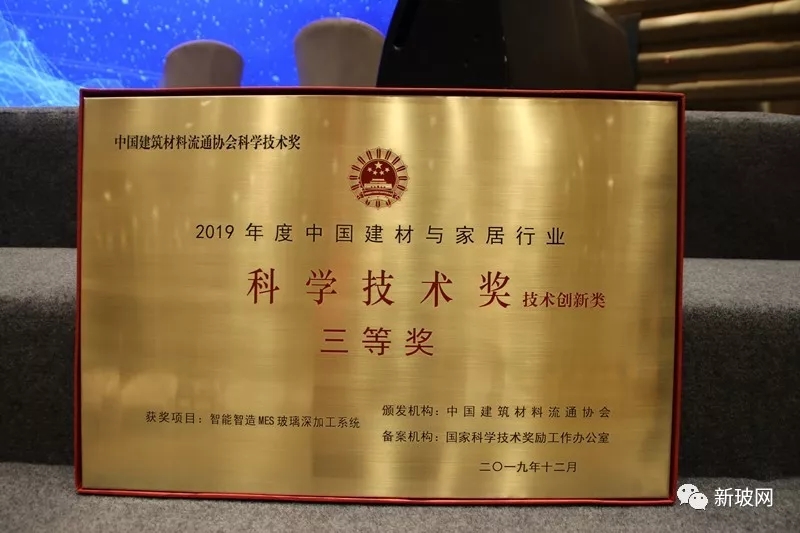 中国建筑材料流通协会科学技术奖
2019年度中国建材与家居行业
科学技术奖 技术创新类
三等奖
获奖项目：智能智造MES玻璃深加工系统
颁发机构：中国建筑材料流通协会
备案机构：国家科学技术奖励工作办公室
二〇一九年十二月
新玻网